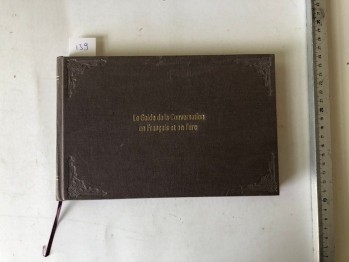 139
Le Guide de la Conversation
en Français et en Turc